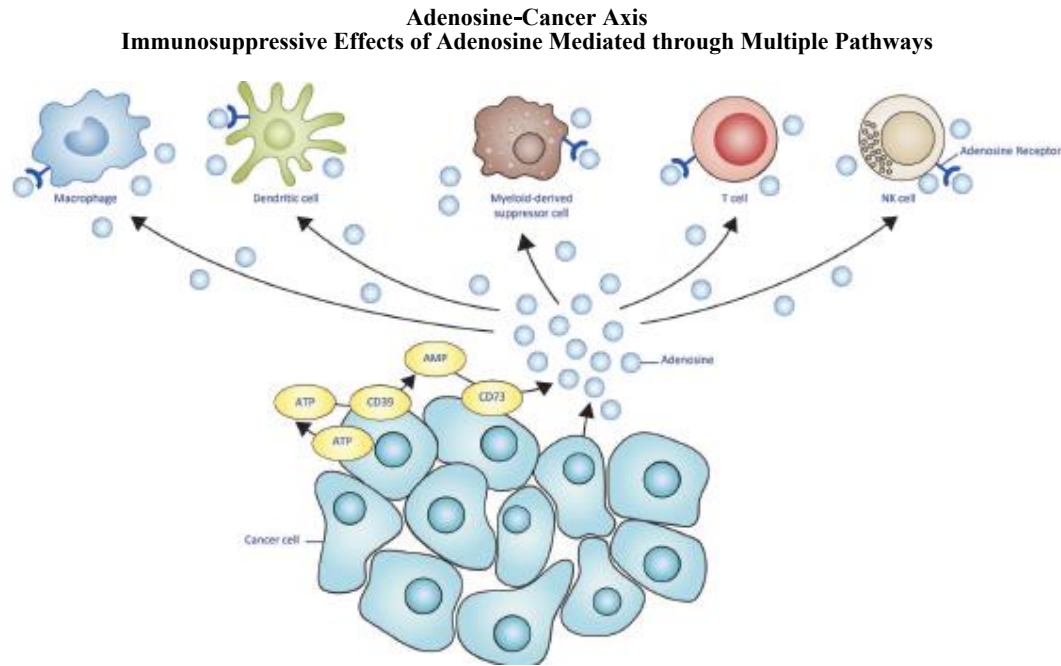 Adenosine-Cancer Axis
Immunosuppressive Effects of Adenosine Mediated through Multiple Pathways
Adenosine Receptor
Macrophage
Dendritic cell
Myeloid-derived
suppressor cell
T cell
NK cell
Adenosine
AMP
ATP
CD39
CD73
ATP
Cancer cell